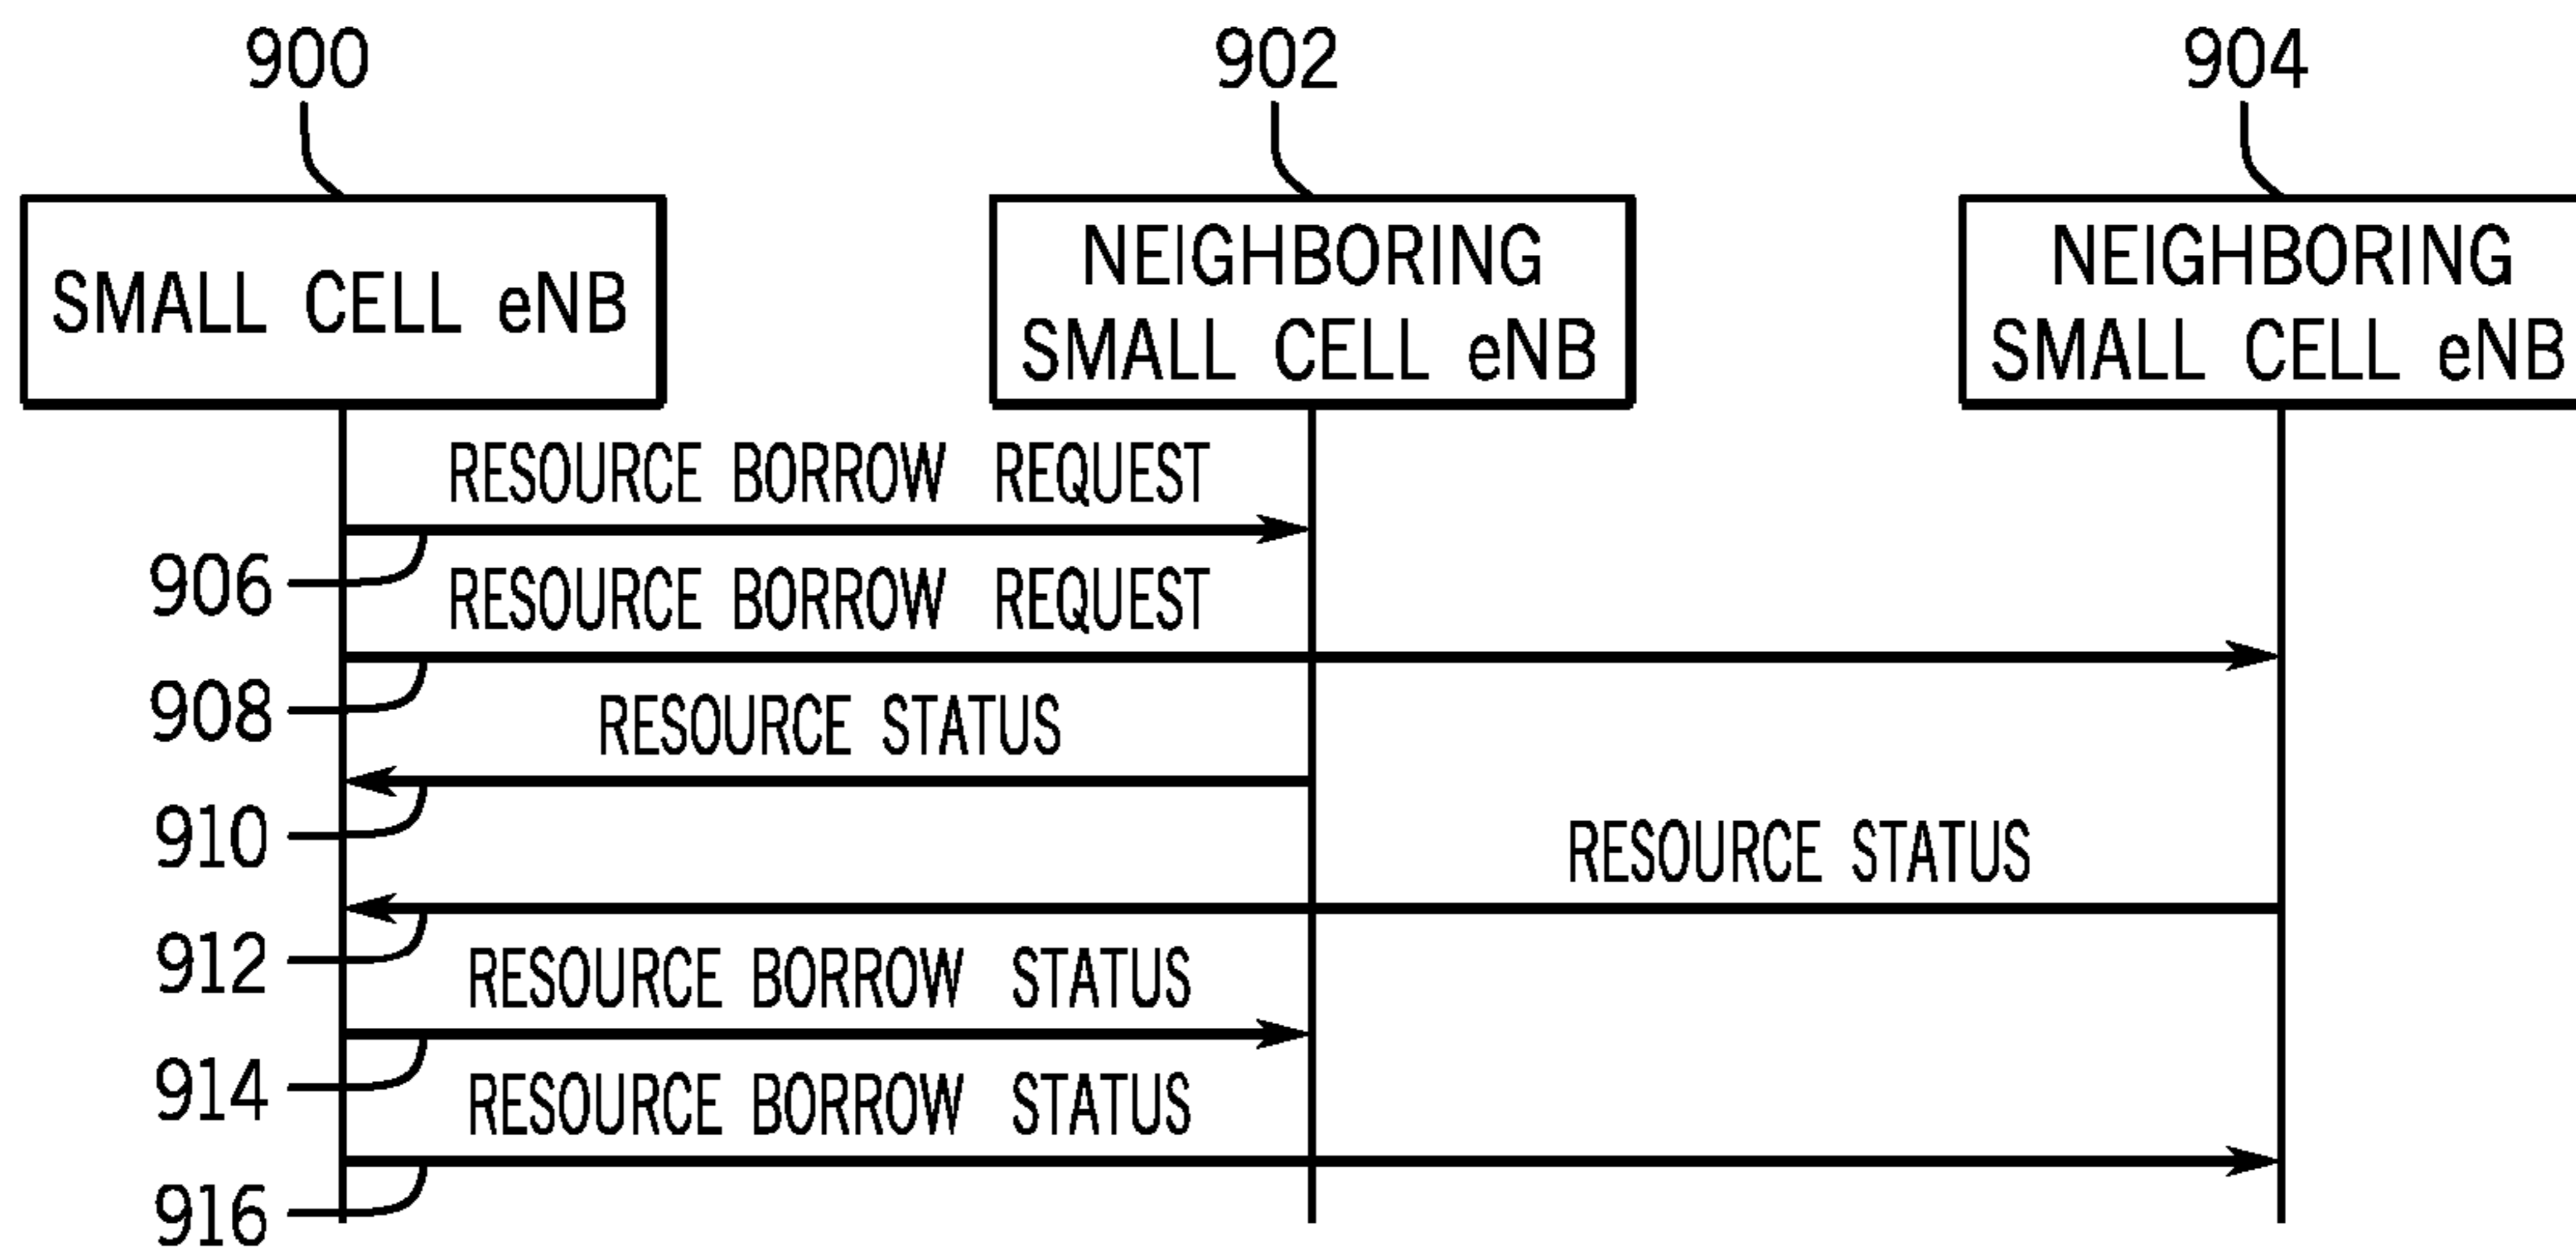 900
902
904
SMALL CELL eNB
NEIGHBORING
SMALL CELL eNB
NEIGHBORING
SMALL CELL eNB
RESOURCE BORROW REQUEST
906
RESOURCE BORROW REQUEST
908
RESOURCE STATUS
910
RESOURCE STATUS
912
RESOURCE BORROW STATUS
914
RESOURCE BORROW STATUS
916